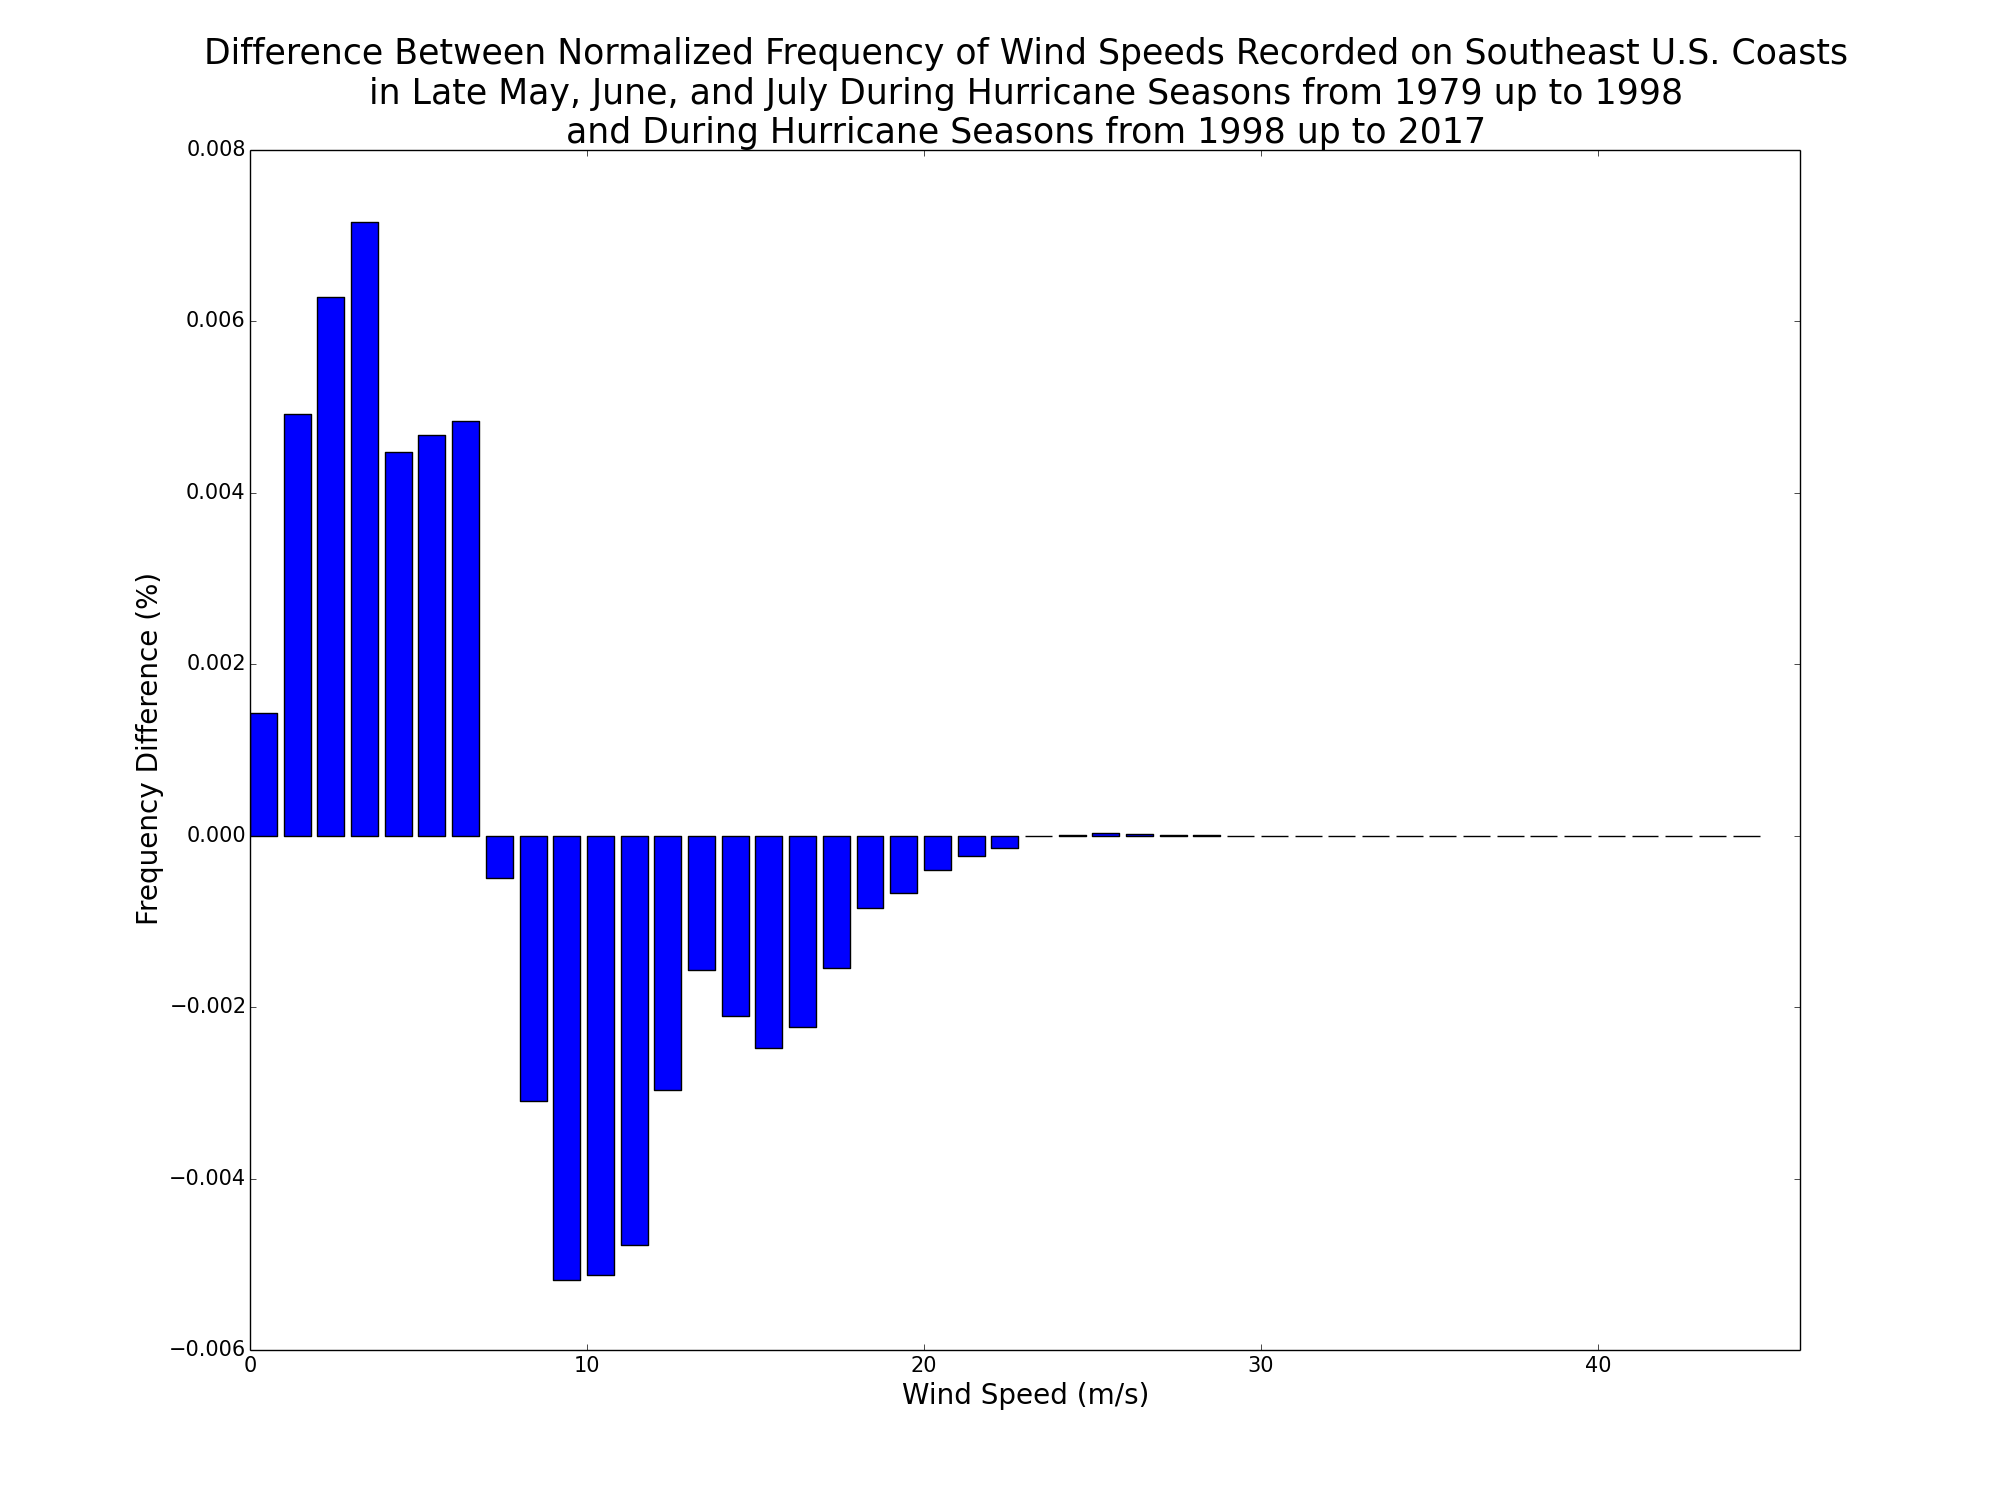 Difference Between Normalized Frequency of Wind Speeds Recorded on Southeast U.S. Coasts
in Late May, June, and July During Hurricane Seasons from 1979 up to 1998
and During Hurricane Seasons from 1998 up to 2017
0.008
0.006
0.004
0.002
0.000
−0.002
−0.004
−0.006
Frequency Difference (%)
0 10 20 30 40
Wind Speed (m/s)